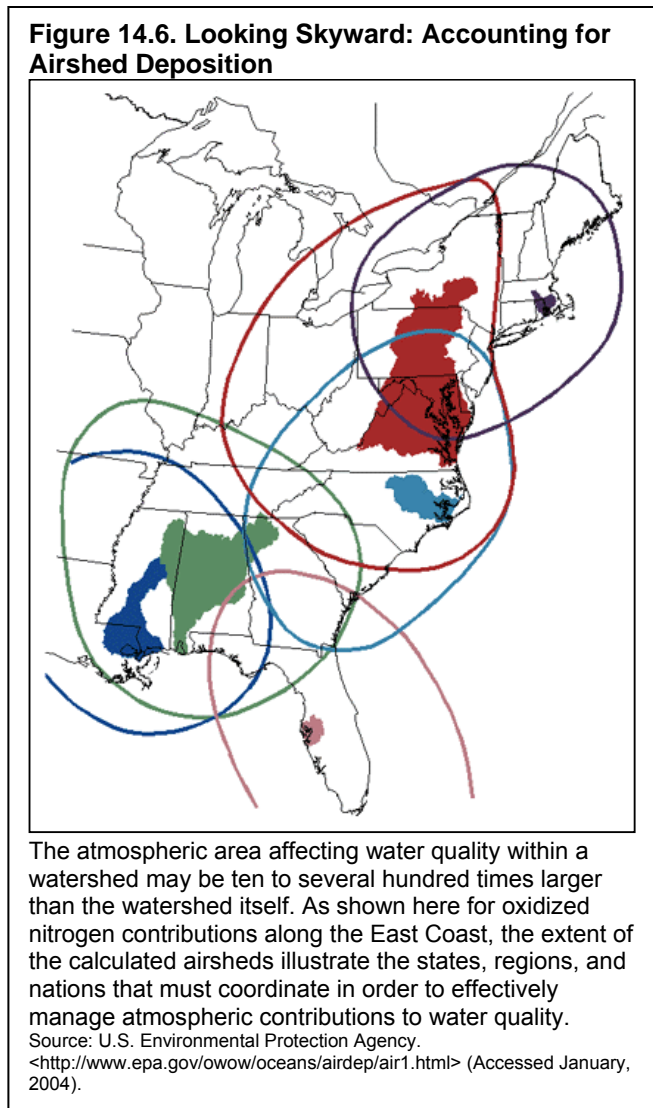 Figure 14.6. Looking Skyward: Accounting for
Airshed Deposition
The atmospheric area affecting water quality within a
watershed may be ten to several hundred times larger
than the watershed itself. As shown here for oxidized
nitrogen contributions along the East Coast, the extent of
the calculated airsheds illustrate the states, regions, and
nations that must coordinate in order to effectively
manage atmospheric contributions to water quality.
Source: U.S. Environmental Protection Agency.
<http://www.epa.gov/owow/oceans/airdep/air1.html> (Accessed January,
2004).